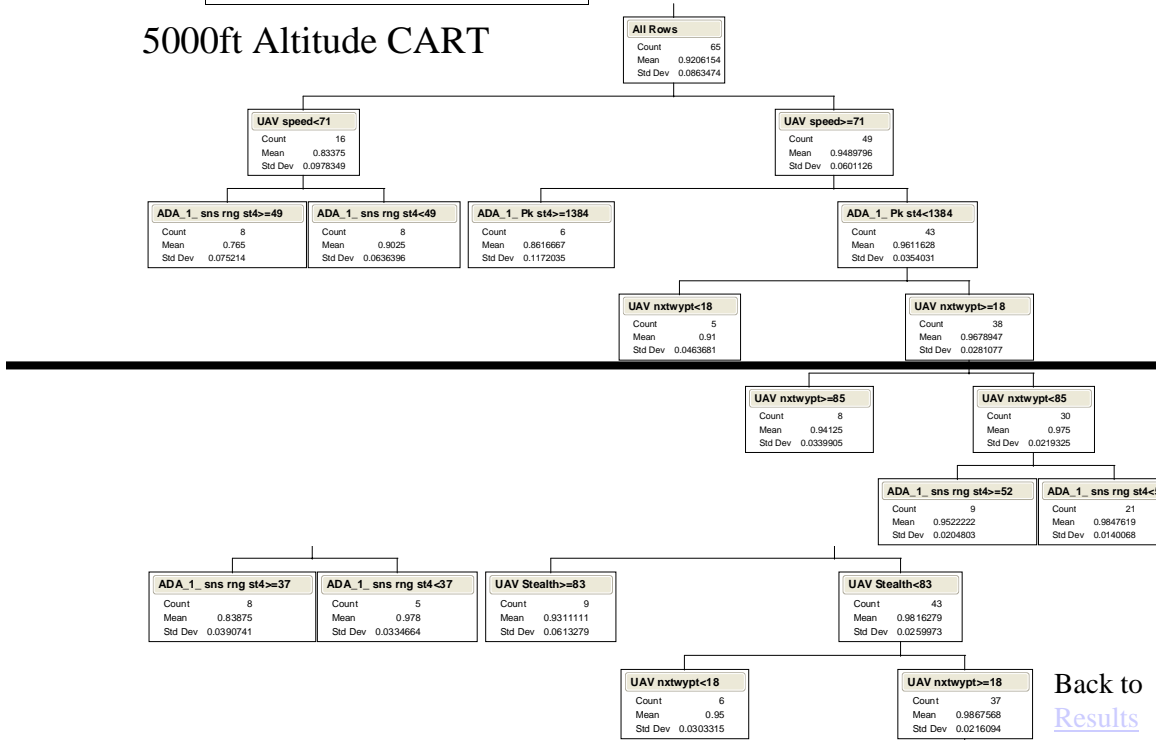 5000ft Altitude CART
All Rows
Count 65
Mean 0.9206154
Std Dev 0.0863474
UAV speed<71
Count 16
Mean 0.83375
Std Dev 0.0978349
UAV speed>=71
Count 49
Mean 0.9489796
Std Dev 0.0601126
ADA_1_ sns rng st4>=49
Count 8
Mean 0.765
Std Dev 0.075214
ADA_1_ sns rng st4<49
Count 8
Mean 0.9025
Std Dev 0.0636396
ADA_1_ Pk st4>=1384
Count 6
Mean 0.8616667
Std Dev 0.1172035
ADA_1_ Pk st4<1384
Count 43
Mean 0.9611628
Std Dev 0.0354031
UAV nxtwypt<18
Count 5
Mean 0.91
Std Dev 0.0463681
UAV nxtwypt>=18
Count 38
Mean 0.9678947
Std Dev 0.0281077
UAV nxtwypt>=85
Count 8
Mean 0.94125
Std Dev 0.0339905
UAV nxtwypt<85
Count 30
Mean 0.975
Std Dev 0.0219325
ADA_1_ sns rng st4>=52
Count 9
Mean 0.9522222
Std Dev 0.0204803
ADA_1_ sns rng
Count 21
Mean 0.9847619
Std Dev 0.0140068
ADA_1_ sns rng st4>=37
Count 8
Mean 0.83875
Std Dev 0.0390741
ADA_1_ sns rng st4<37
Count 5
Mean 0.978
Std Dev 0.0334664
UAV Stealth>=83
Count 9
Mean 0.9311111
Std Dev 0.0613279
UAV Stealth<83
Count 43
Mean 0.9816279
Std Dev 0.0259973
UAV nxtwypt<18
Count 6
Mean 0.95
Std Dev 0.0303315
UAV nxtwypt>=18
Count 37
Mean 0.9867568
Std Dev 0.0216094
Back to
Results